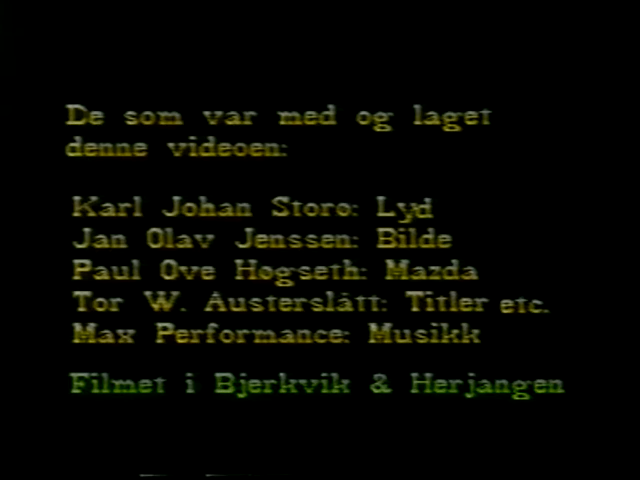 De som var med og laget
denne videoen:
Karl Johan Storø: Lyd
Jan Olav Jenssen: Bilde
Paul Ove Høgseth: Mazda
Tor W. Austerslått: Titler etc.
Max Performance: Musikk
Filmet i Bjerkvik & Herjangen